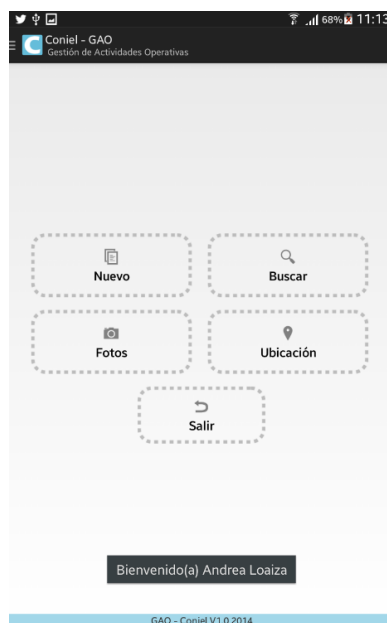 68% 11:13
Coniel - GAO
Gestión de Actividades Operativas
Nuevo
Buscar
Fotos
Ubicación
Salir
Bienvenido(a) Andrea Loaiza
GAO - Coniel V1.0 2014